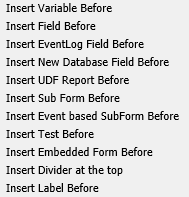 Insert Variable Before
Insert Field Before
Insert EventLog Field Before
Insert New Database Field Before
Insert UDF Report Before
Insert Sub Form Before
Insert Event based SubForm Before
Insert Test Before
Insert Embedded Form Before
Insert Divider at the top
Insert Label Before